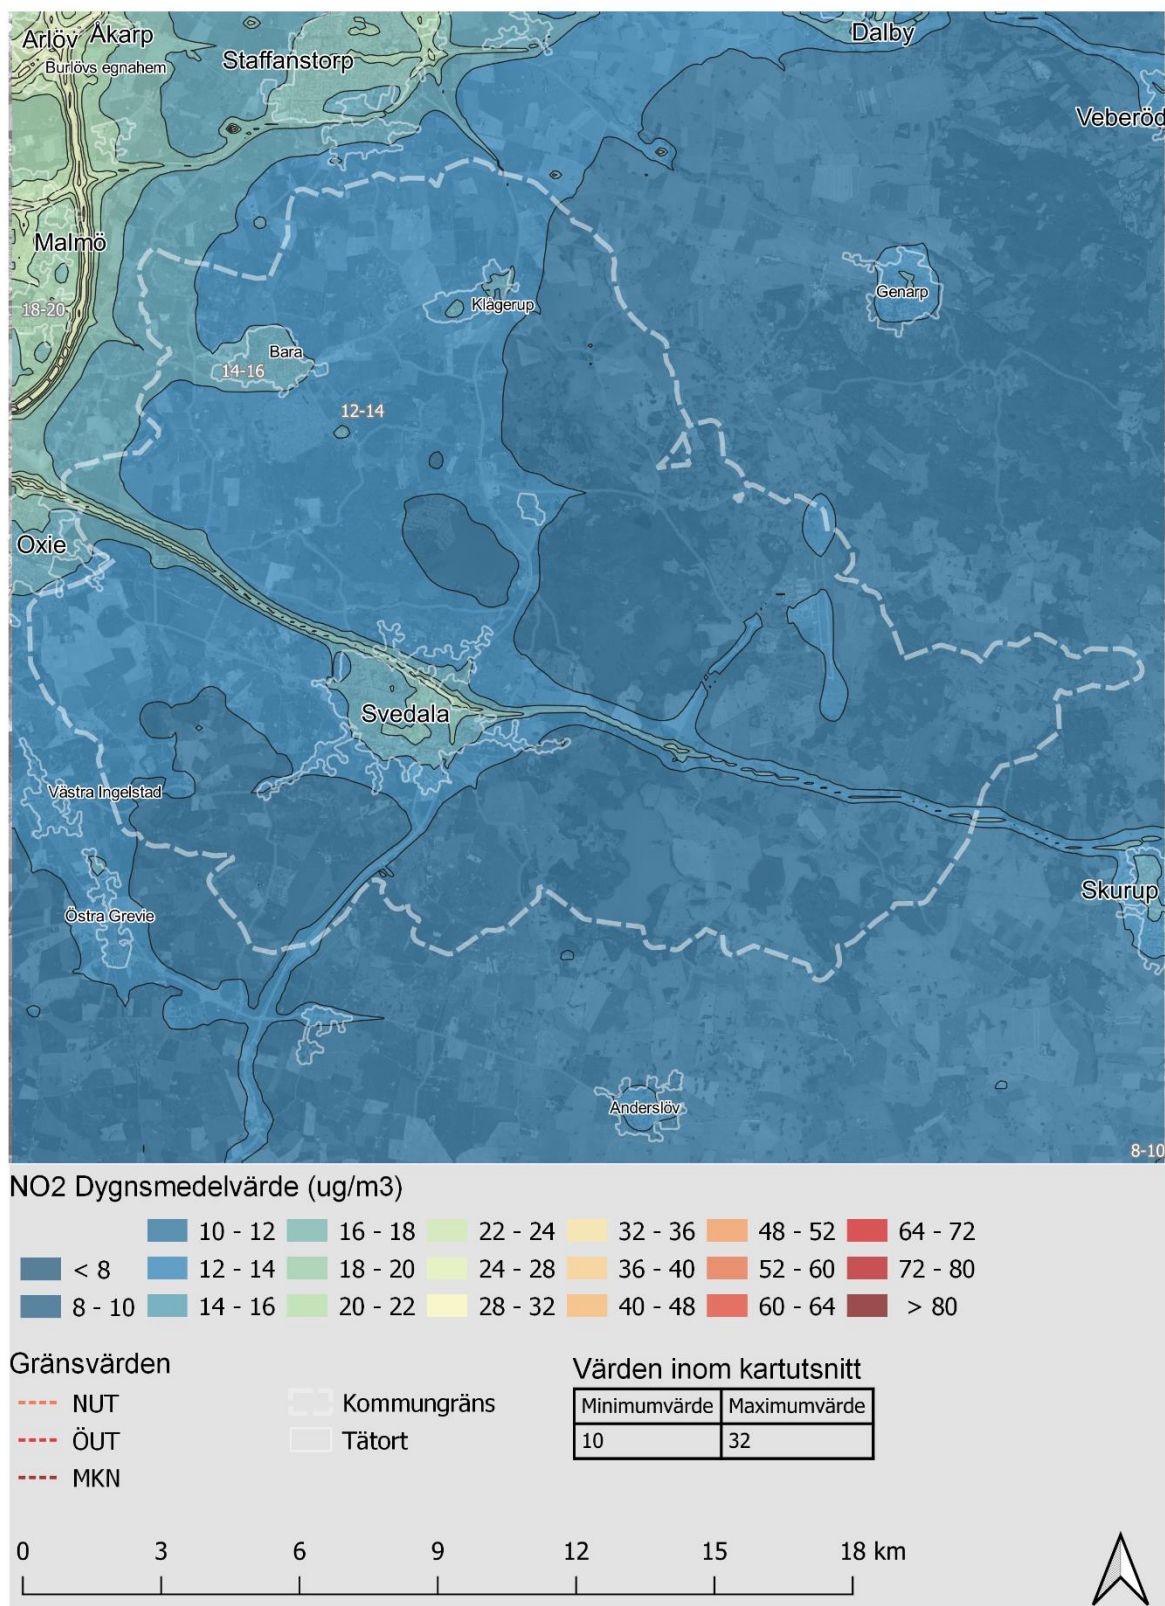 Arlöv Åkarp
Burlövs egnahem
Staffanstorp
Dalby
Veberöd
Malmö
18-20
Klågerup
Genarp
Bara
14-16
12-14
Oxie
Svedala
Västra Ingelstad
Östra Grevie
Skurup
Anderslöv
8-10
NO2 Dygnsmedelvärde (ug/m3)
10 - 12 16 - 18 22 - 24 32 - 36 48 - 52 64 - 72
< 8 12 - 14 18 - 20 24 - 28 36 - 40 52 - 60 72 - 80
8 - 10 14 - 16 20 - 22 28 - 32 40 - 48 60 - 64 > 80
Gränsvärden
NUT
ÖUT
MKN
Kommungräns
Tätort
Värden inom kartutsnitt
Minimumvärde Maximumvärde
10 32
0 3 6 9 12 15 18 km